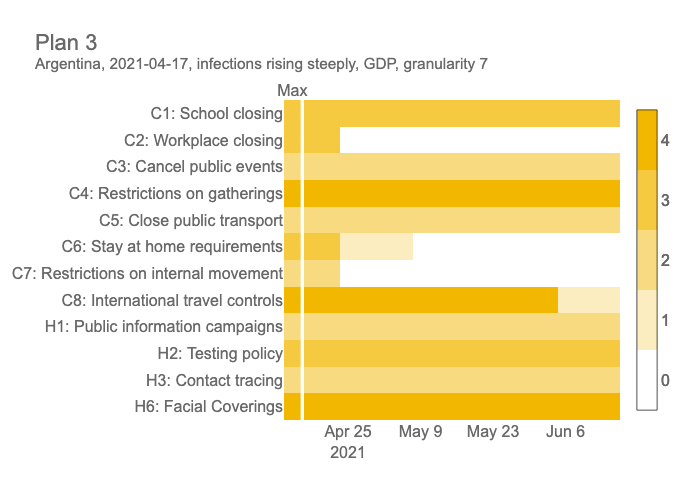 Plan 3
Argentina, 2021-04-17, infections rising steeply, GDP, granularity 7
Max
C1: School closing
C2: Workplace closing
C3: Cancel public events
C4: Restrictions on gatherings
C5: Close public transport
C6: Stay at home requirements
C7: Restrictions on internal movement
C8: International travel controls
H1: Public information campaigns
H2: Testing policy
H3: Contact tracing
H6: Facial Coverings
Apr 25 May 9 May 23 Jun 6
2021
4
3
2
1
0